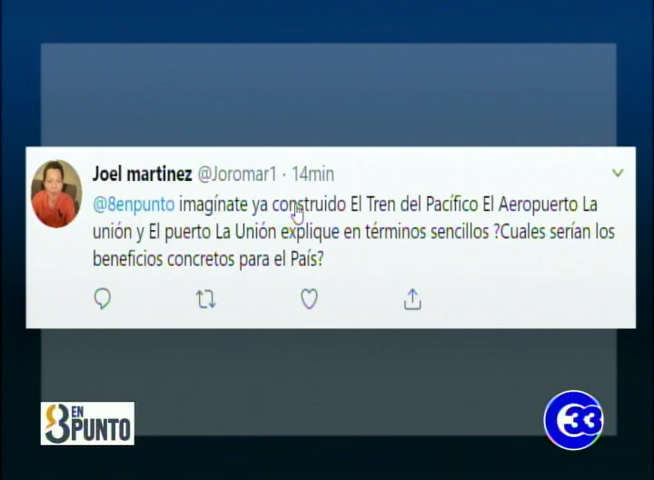 Joel martinez @Joromar1 · 14min
@8enpunto imagínate ya construido El Tren del Pacífico El Aeropuerto La
unión y El puerto La Unión explique en términos sencillos ?Cuales serían los
beneficios concretos para el País?
8 EN
PUNTO
33